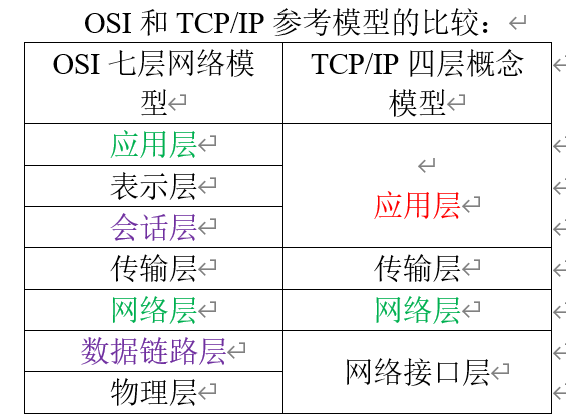 OSI 和 TCP/IP 参考模型的比较：
OSI 七层网络模
型
TCP/IP 四层概念
模型
应用层
表示层
会话层
应用层
传输层
传输层
网络层
网络层
数据链路层
物理层
网络接口层